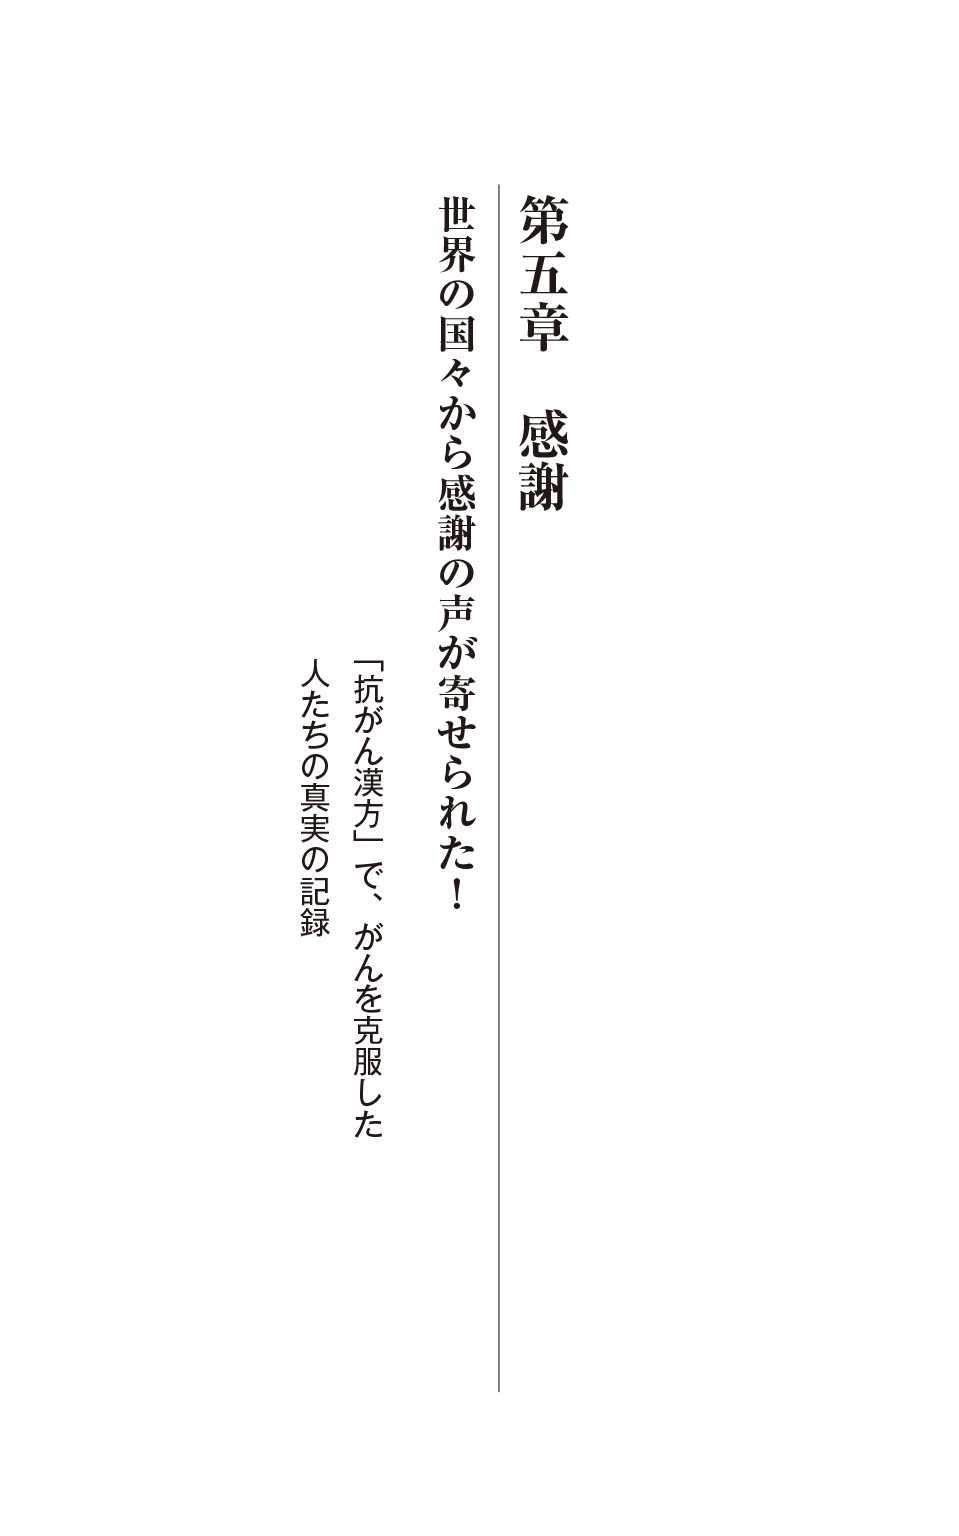 第五章　感謝
世界の国々から感謝の声が寄せられた！
「抗がん漢方」で、がんを克服した
人たちの真実の記録